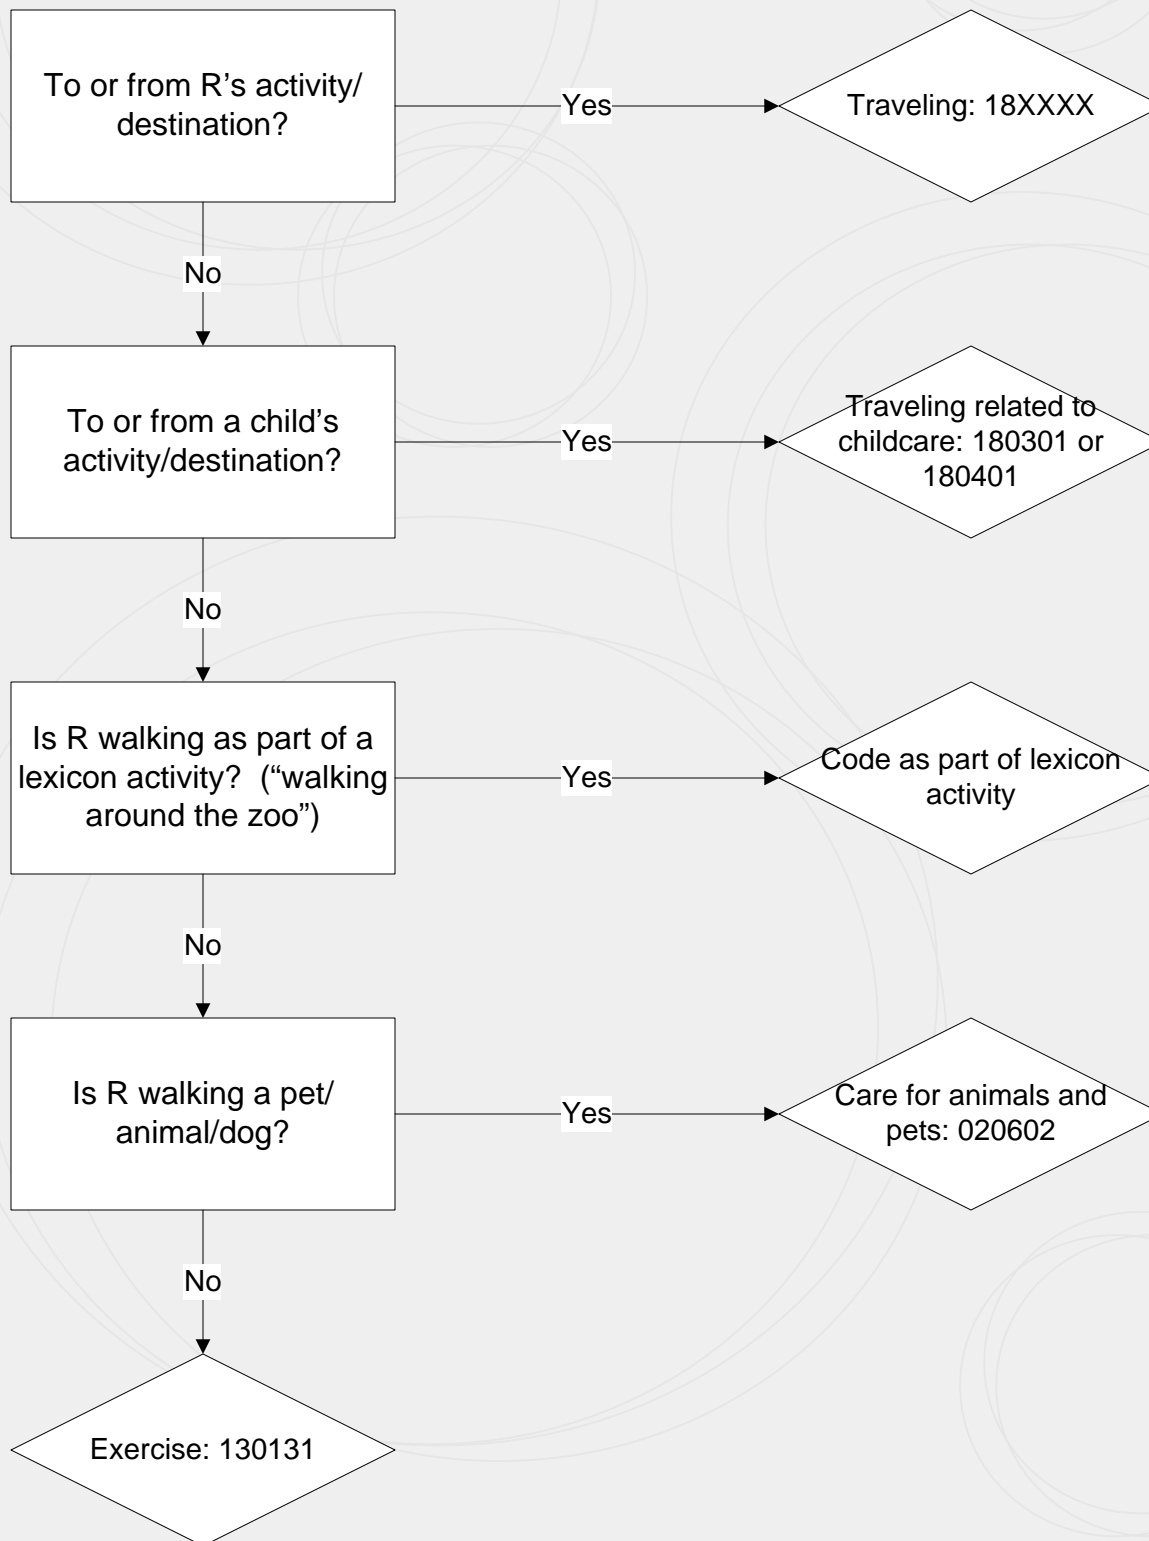 To or from R’s activity/
destination?
Yes
Traveling: 18XXXX
No
To or from a child’s
activity/destination?
Yes
Traveling related to
childcare: 180301 or
180401
No
Is R walking as part of a
lexicon activity?  (“walking
around the zoo”)
Yes
Code as part of lexicon
activity
No
Is R walking a pet/
animal/dog?
Yes
Care for animals and
pets: 020602
No
Exercise: 130131